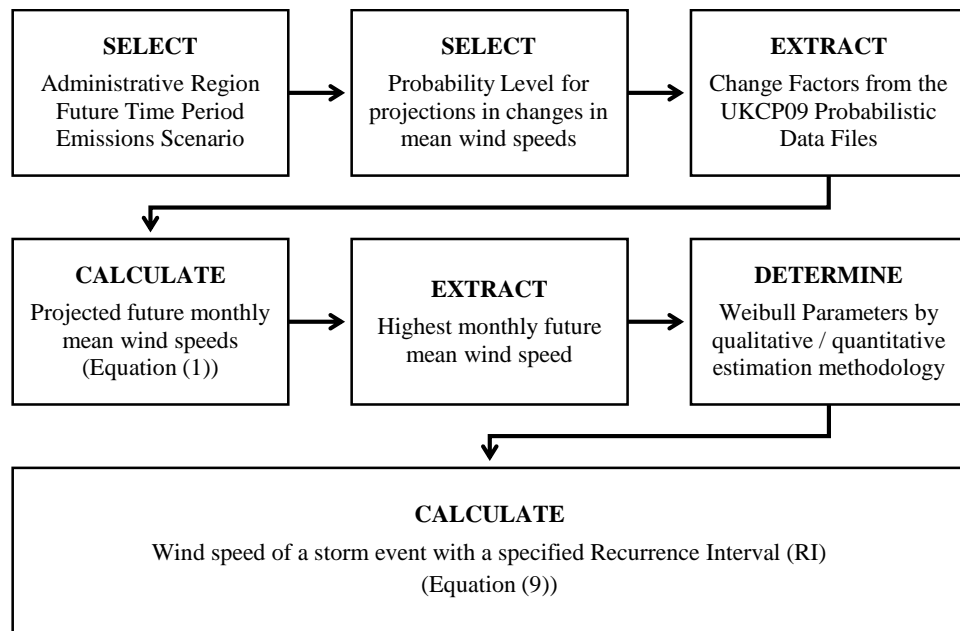 SELECT
Administrative Region
Future Time Period
Emissions Scenario
SELECT
Probability Level for
projections in changes in
mean wind speeds
EXTRACT
Change Factors from the
UKCP09 Probabilistic
Data Files
CALCULATE
Projected future monthly
mean wind speeds
(Equation (1))
EXTRACT
Highest monthly future
mean wind speed
DETERMINE
Weibull Parameters by
qualitative / quantitative
estimation methodology
CALCULATE
Wind speed of a storm event with a specified Recurrence Interval (RI)
(Equation (9))